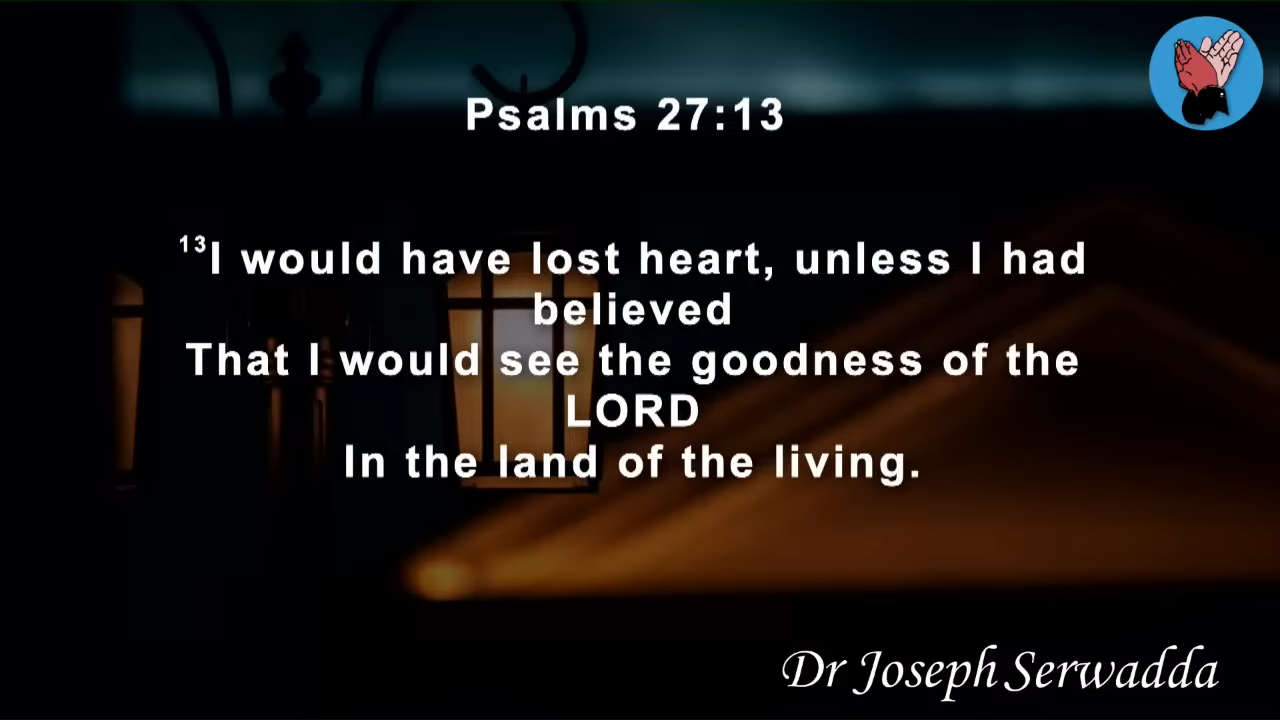 Psalms 27:13
13I would have lost heart, unless I had
believed
That I would see the goodness of the
LORD
In the land of the living.
Dr Joseph Serwadda